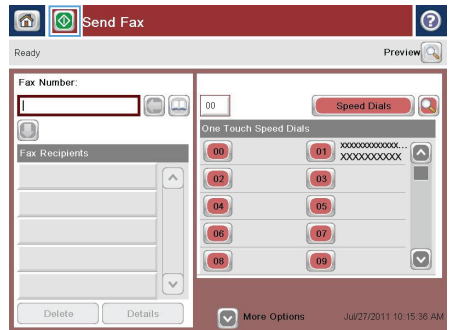 Send Fax
Ready
Preview
Fax Number:
00
Speed Dials
One Touch Speed Dials
Fax Recipients
00
01 XXXXXXXXXXXXX...
XXXXXXXXXX
02
03
04
05
06
07
08
09
Delete
Details
More Options
Jul/27/2011 10:15:36 AM